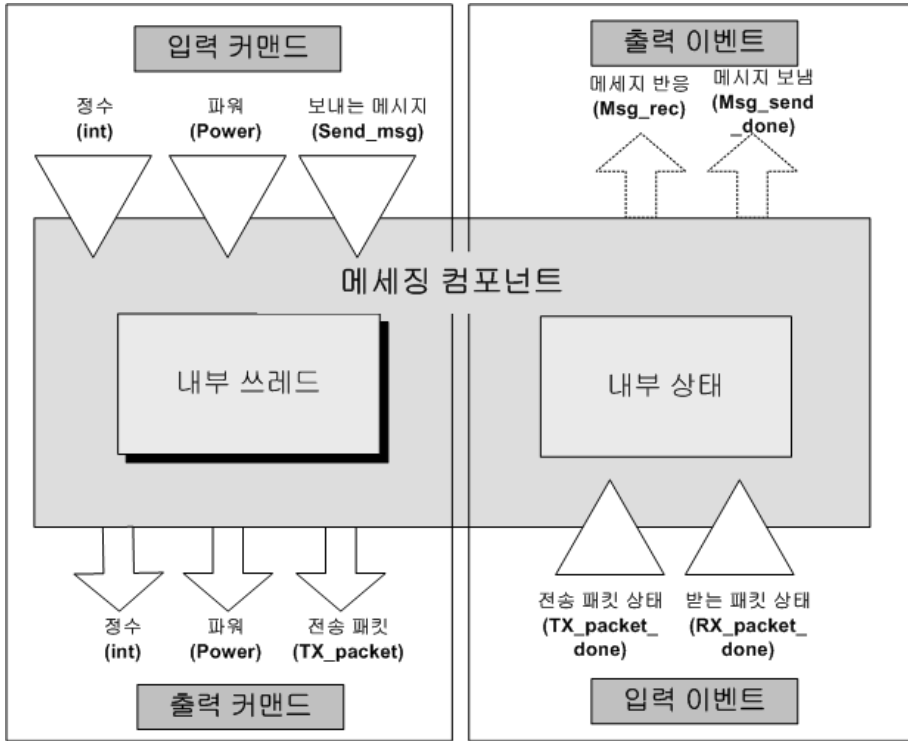 입력 커맨드
정수
(int)
파워
(Power)
보내는 메시지
(Send_msg)
출력 이벤트
메세지 반응
(Msg_rec)
메시지 보냄
(Msg_send
_done)
메세징 컴포넌트
내부 쓰레드
내부 상태
정수
(int)
파워
(Power)
전송 패킷
(TX_packet)
출력 커맨드
전송 패킷 상태
(TX_packet_
done)
받는 패킷 상태
(RX_packet_
done)
입력 이벤트